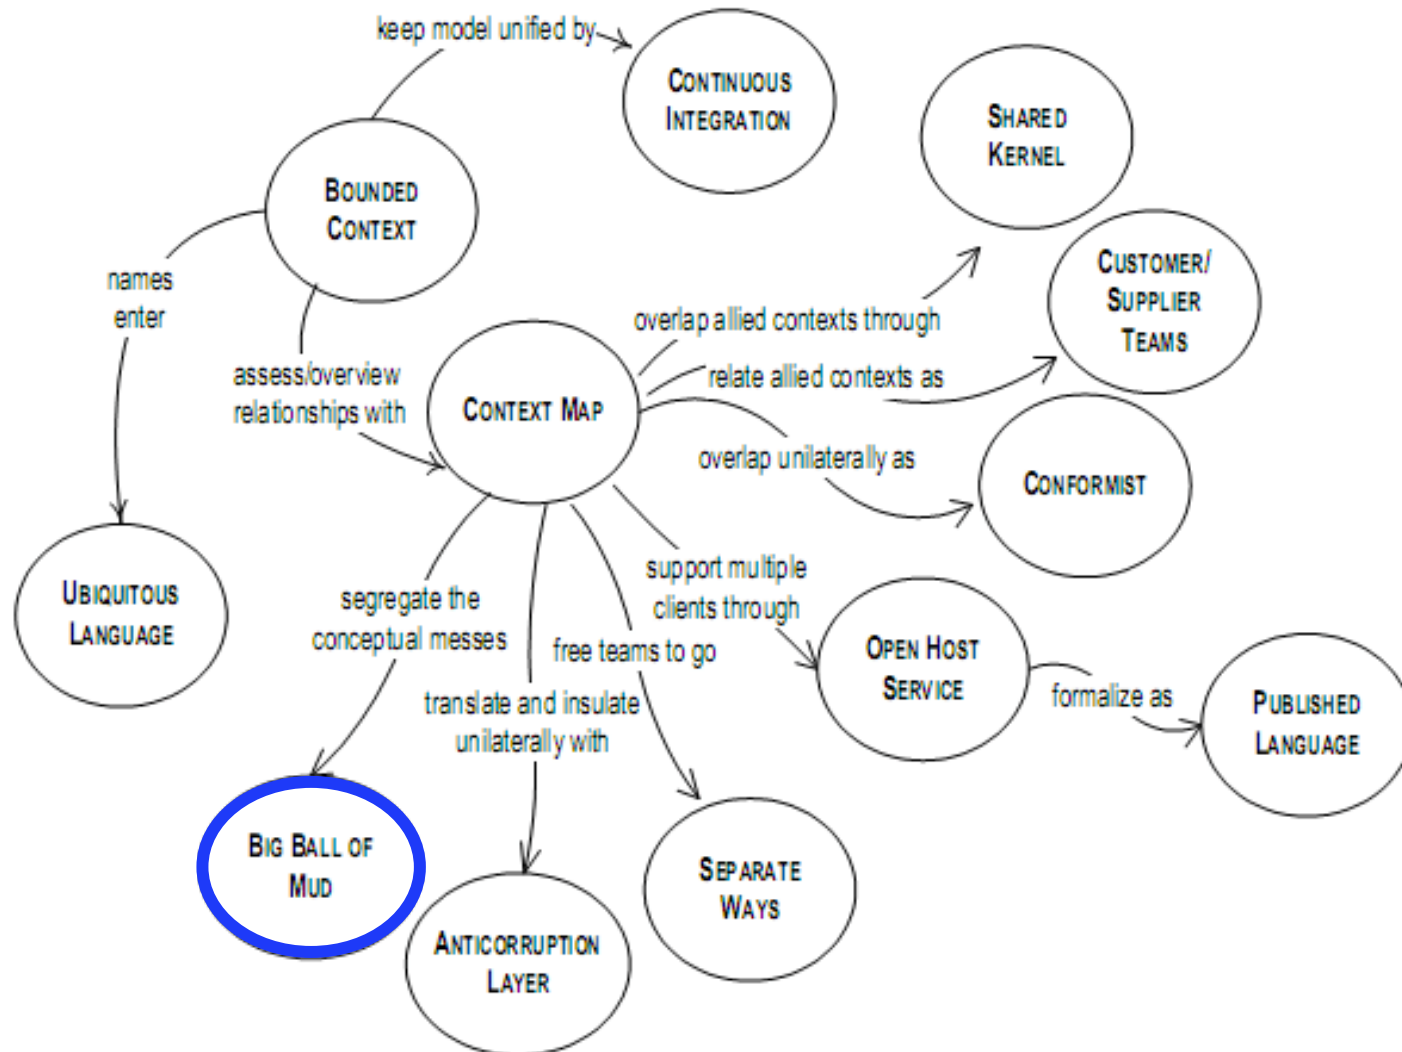 keep model unified by
CONTINUOUS
INTEGRATION
SHARED
KERNEL
BOUNDED
CONTEXT
CUSTOMER/
SUPPLIER
TEAMS
names
enter
overlap allied contexts through
assess/overview
relationships with
relate allied contexts as
CONTEXT MAP
overlap unilaterally as
CONFORMIST
UBIQUITOUS
LANGUAGE
segregate the
conceptual messes
support multiple
clients through
free teams to go
OPEN HOST
SERVICE
formalize as
PUBLISHED
LANGUAGE
translate and insulate
unilaterally with
BIG BALL OF
MUD
SEPARATE
WAYS
ANTICORRUPTION
LAYER